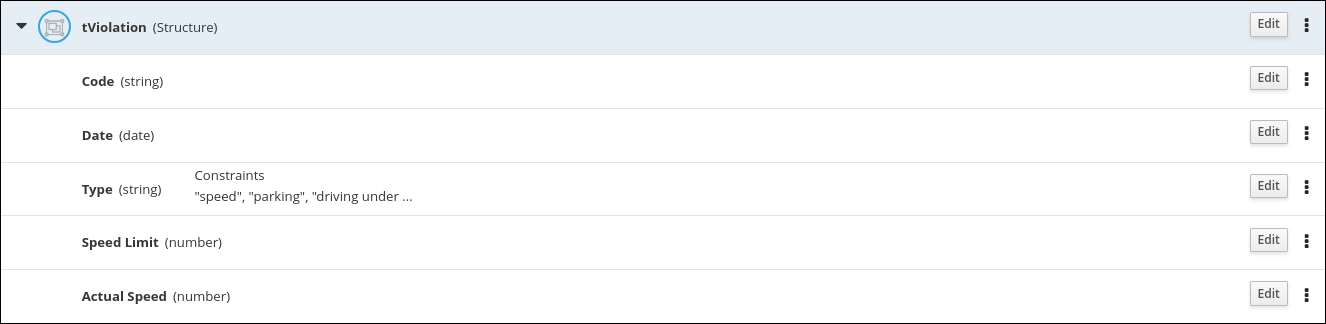 tViolation (Structure) Edit
Code (string) Edit
Date (date) Edit
Constraints
Type (string) "speed", "parking", "driving under ... Edit
Speed Limit (number) Edit
Actual Speed (number) Edit